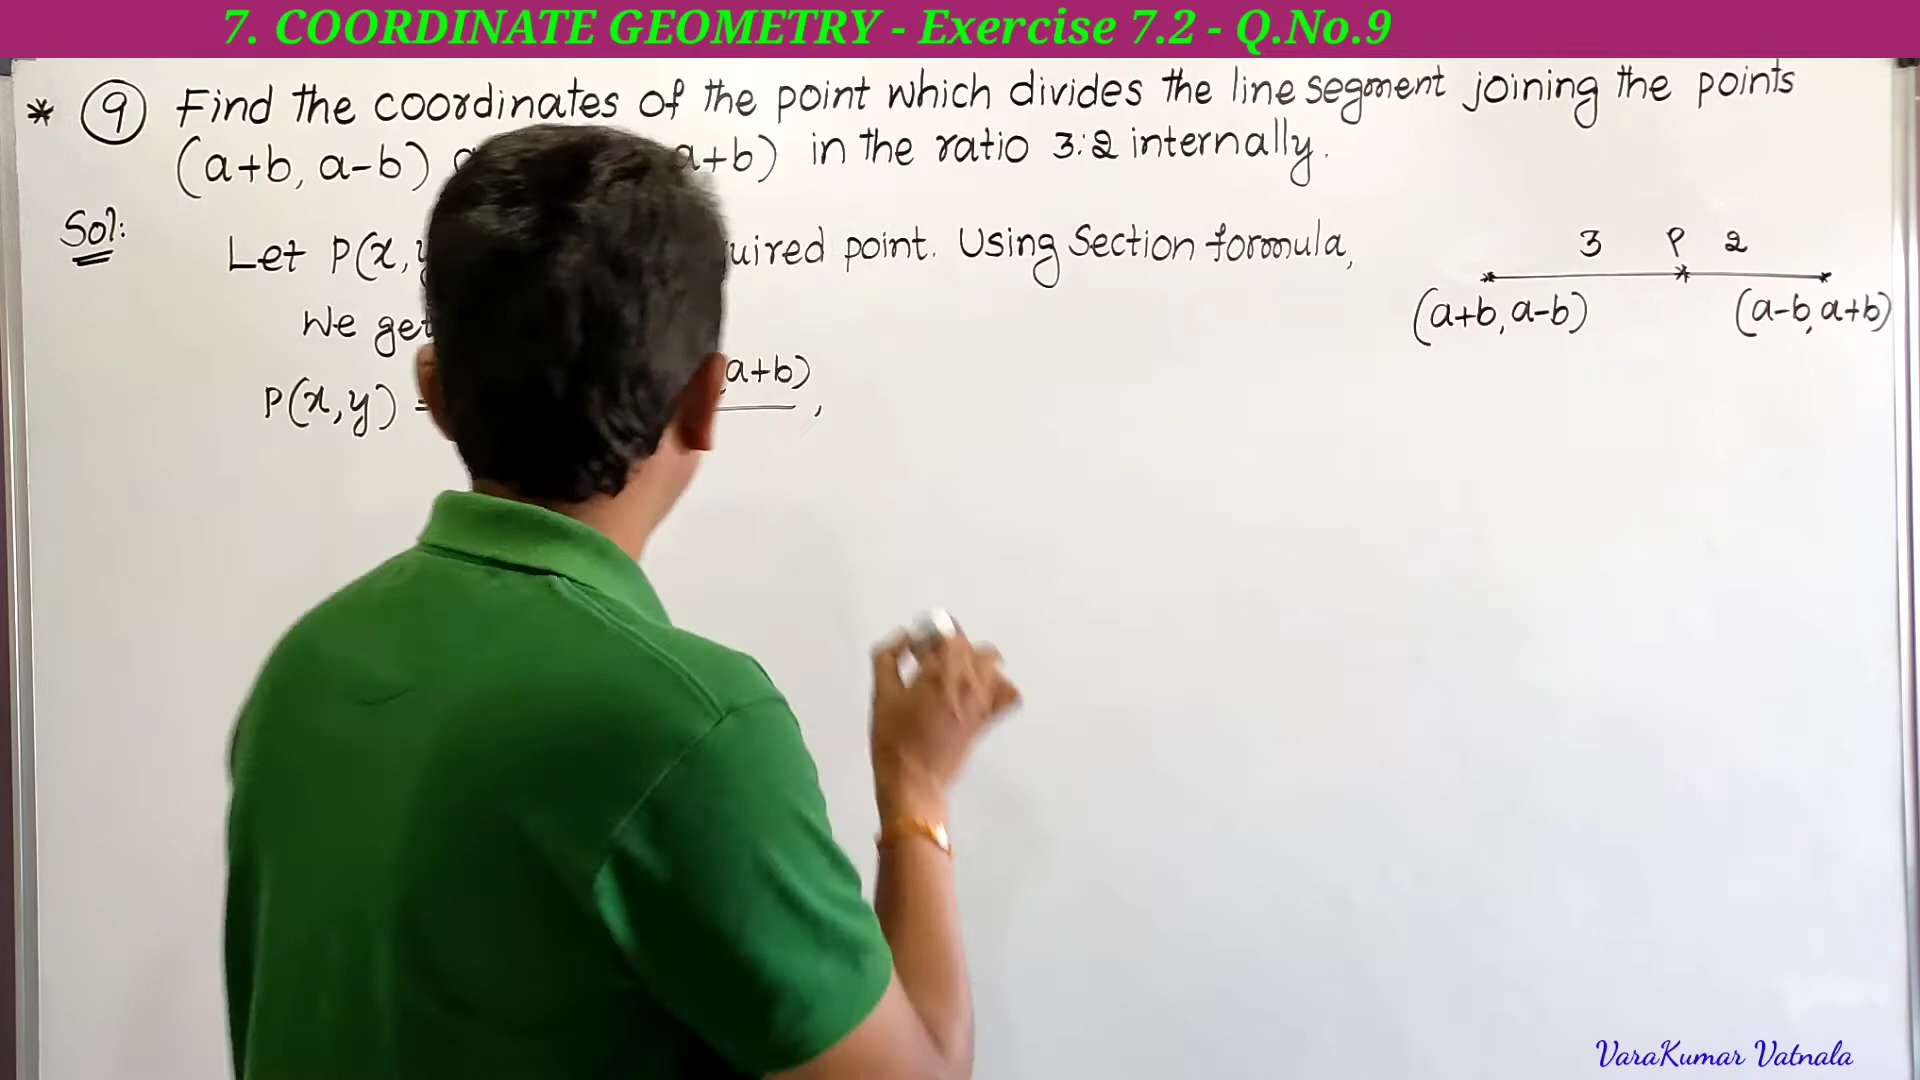 7. COORDINATE GEOMETRY - Exercise 7.2 - Q.No.9
* 9 Find the coordinates of the point which divides the line segment joining the points
(a+b, a-b) a+b) in the ratio 3:2 internally.
Sol:
Let P(x, uired point. Using Section formula,
We get
P(x,y) = (a+b) ,
3 P 2
(a+b, a-b) (a-b, a+b)
VaraKumar Vatnala